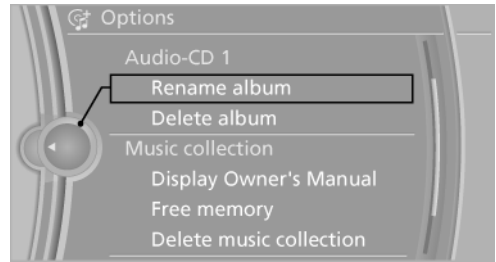 Options
Audio-CD 1
Rename album
Delete album
Music collection
Display Owner's Manual
Free memory
Delete music collection